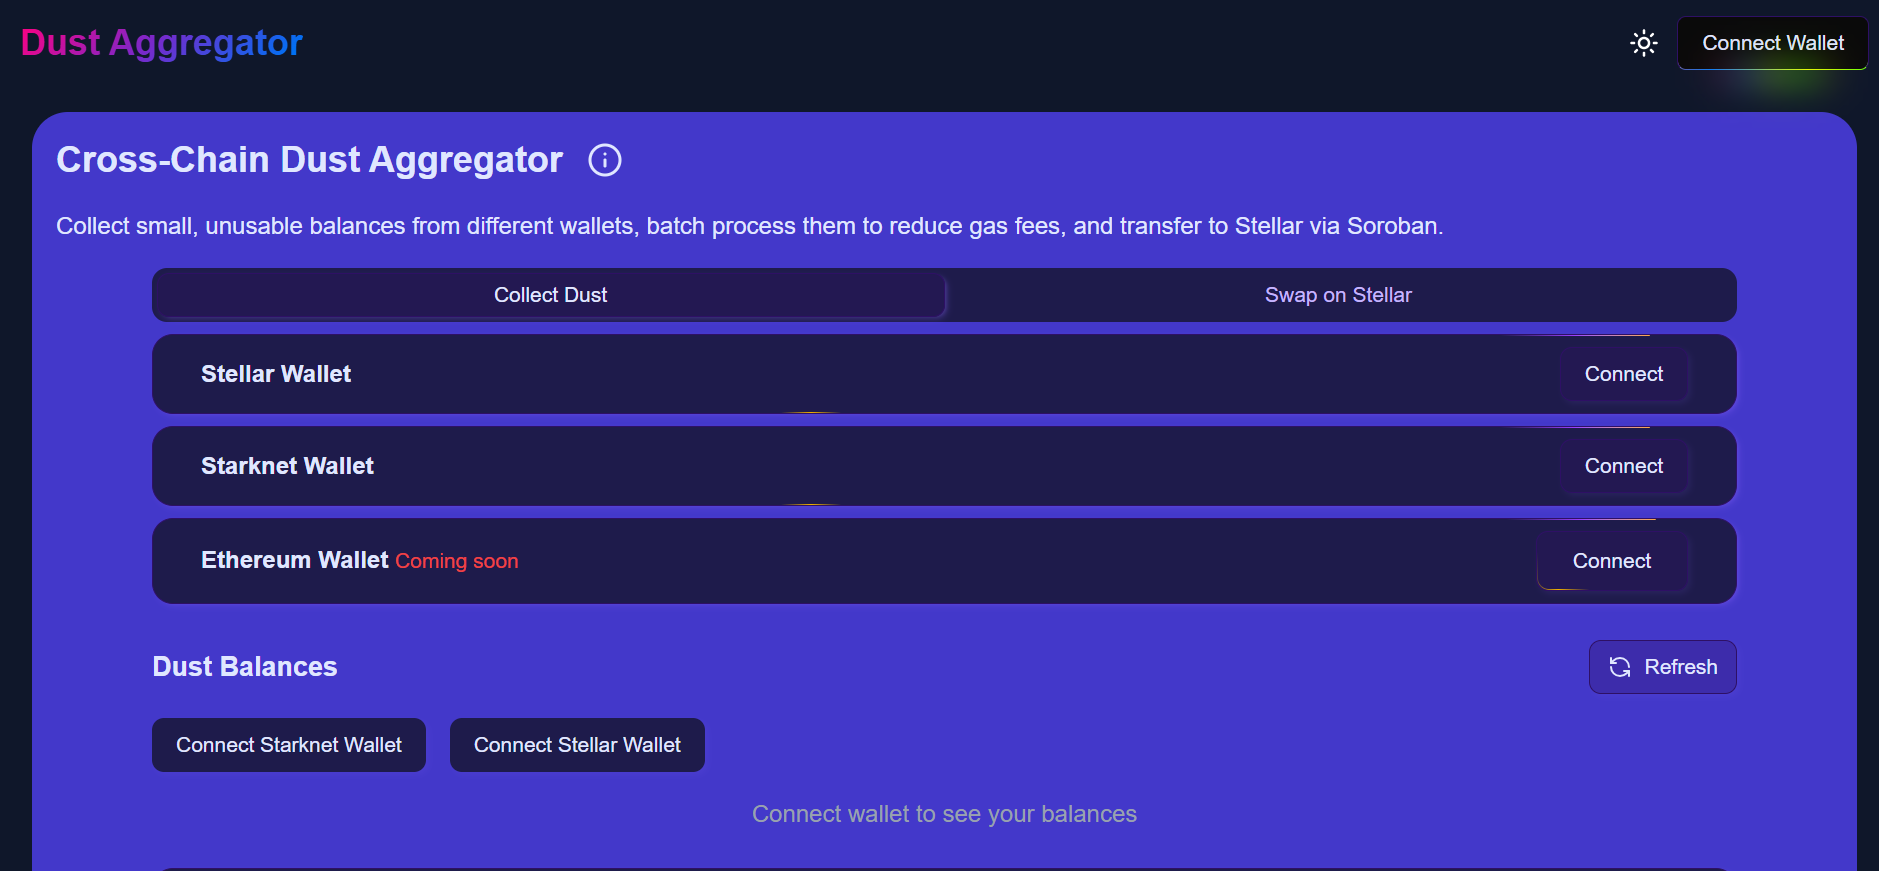 Dust Aggregator
Connect Wallet
Cross-Chain Dust Aggregator
Collect small, unusable balances from different wallets, batch process them to reduce gas fees, and transfer to Stellar via Soroban.
Collect Dust
Swap on Stellar
Stellar Wallet
Connect
Starknet Wallet
Connect
Ethereum Wallet Coming soon
Connect
Dust Balances
Refresh
Connect Starknet Wallet
Connect Stellar Wallet
Connect wallet to see your balances